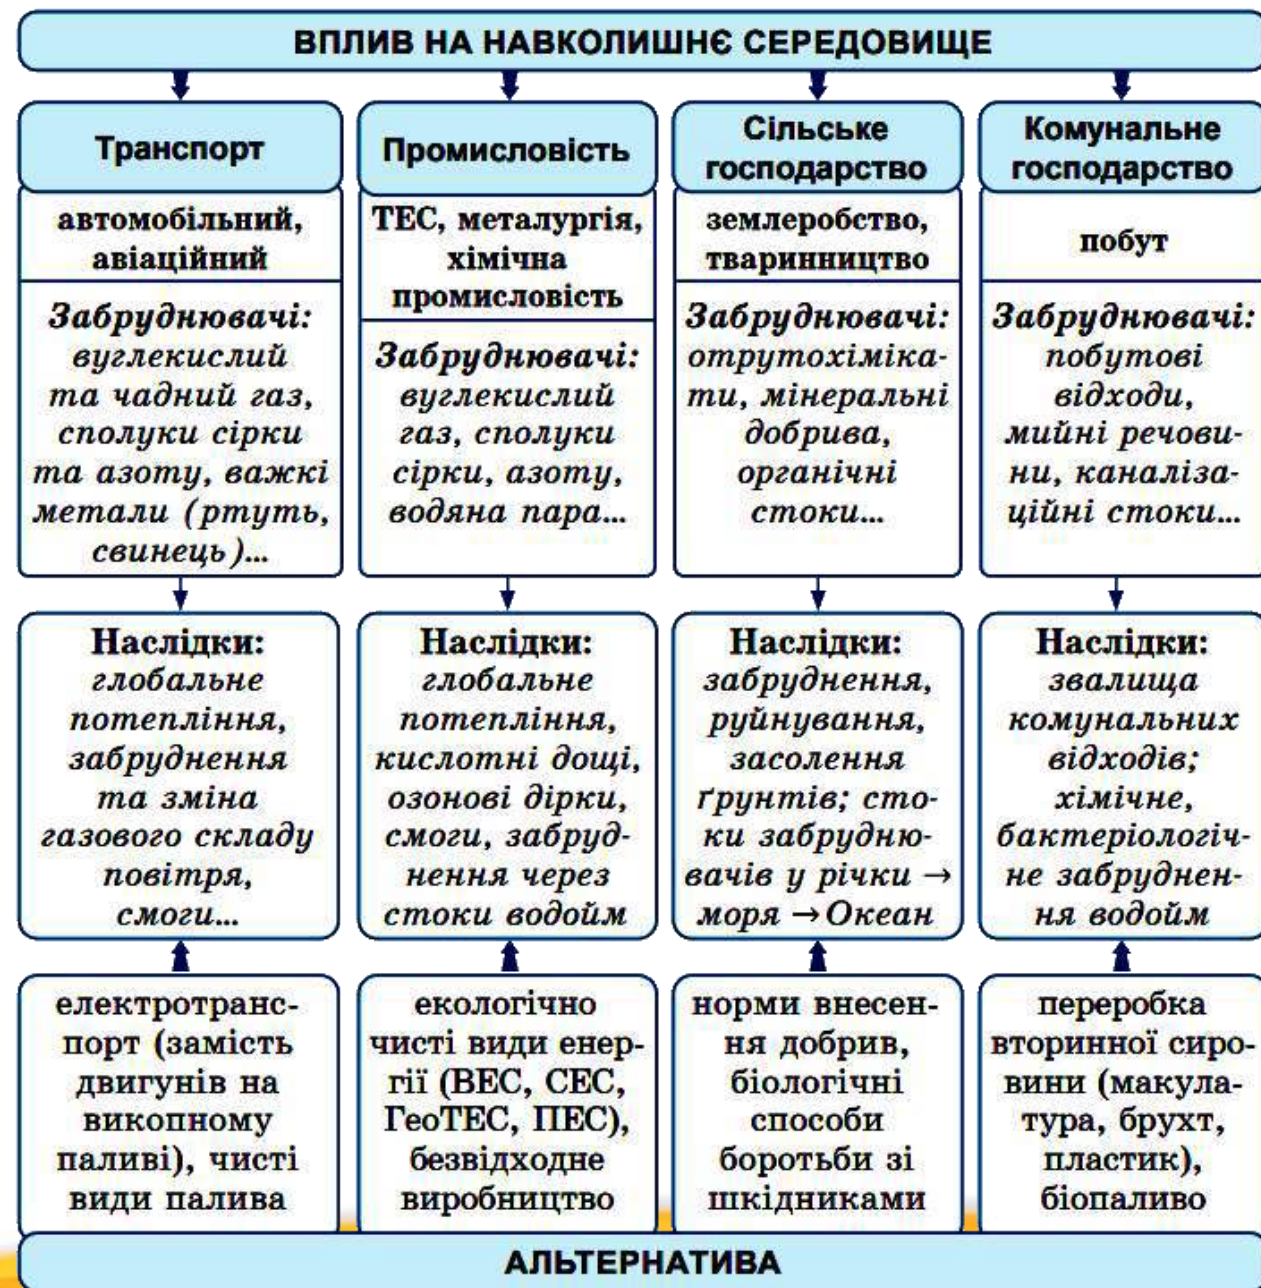 ВПЛИВ НА НАВКОЛИШНЄ СЕРЕДОВИЩЕ
Транспорт
автомобільний,
авіаційний
Забруднювачі:
вуглекислий
та чадний газ,
сполуки сірки
та азоту, важкі
метали (ртуть,
свинець)...
Наслідки:
глобальне
потепління,
забруднення
та зміна
газового складу
повітря,
смоги...
електротранс-
порт (замість
двигунів на
викопному
паливі), чисті
види палива
Промисловість
ТЕС, металургія,
хімічна
промисловість
Забруднювачі:
вуглекислий
газ, сполуки
сірки, азоту,
водяна пара...
Наслідки:
глобальне
потепління,
кислотні дощі,
озонові дірки,
смоги, забруд-
нення через
стоки водойм
екологічно
чисті види енер-
гії (ВЕС, СЕС,
ГеоТЕС, ПЕС),
безвідходне
виробництво
Сільське
господарство
землеробство,
тваринництво
Забруднювачі:
отрутохіміка-
ти, мінеральні
добрива,
органічні
стоки...
Наслідки:
забруднення,
руйнування,
засолення
ґрунтів; сто-
ки забрудню-
вачів у річки →
моря → Океан
норми внесен-
ня добрив,
біологічні
способи
боротьби зі
шкідниками
Комунальне
господарство
побут
Забруднювачі:
побутові
відходи,
мийні речови-
ни, каналіза-
ційні стоки...
Наслідки:
звалища
комунальних
відходів;
хімічне,
бактеріологіч-
не забруднен-
ня водойм
переробка
вторинної сиро-
вини (макула-
тура, брухт,
пластик),
біопаливо
АЛЬТЕРНАТИВА